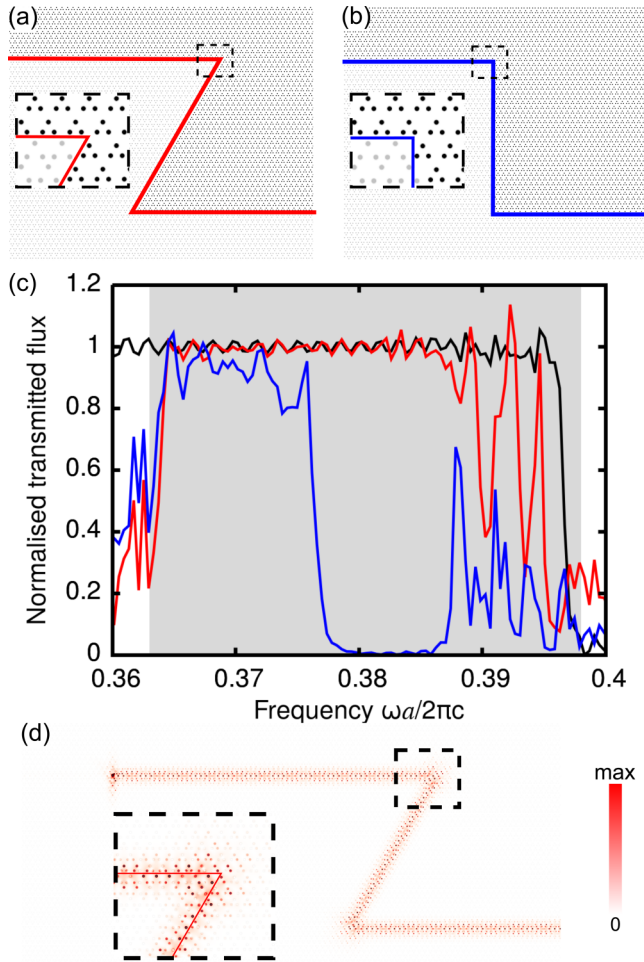 (a)
(b)
(c)
1.2
1
0.8
0.6
0.4
0.2
0
Normalised transmitted flux
0.36
0.37
0.38
0.39
0.4
Frequency ωa/2πc
(d)
max
0